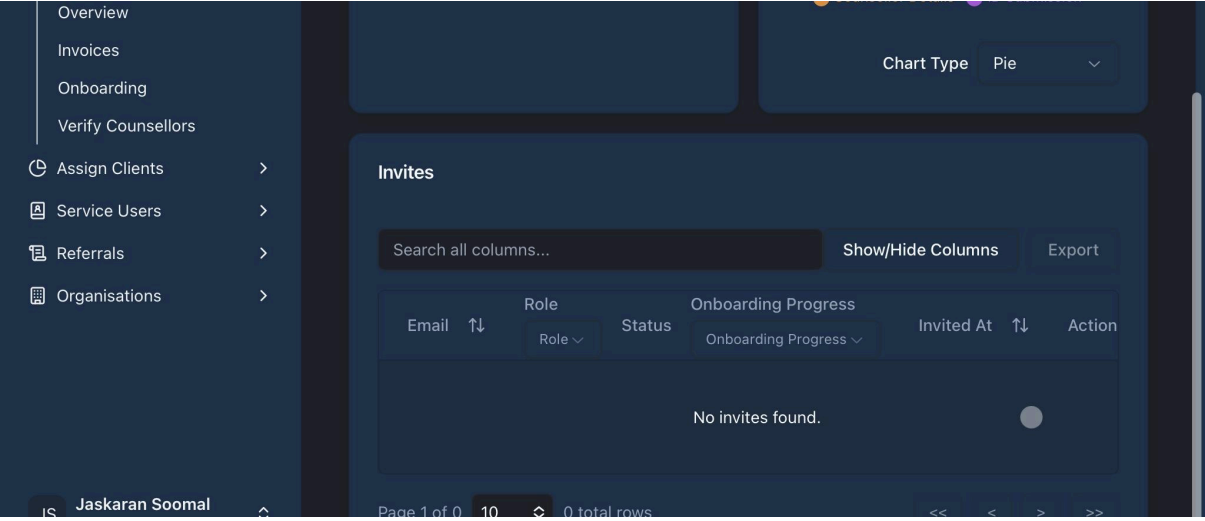 Overview
Invoices
Onboarding
Verify Counsellors
Assign Clients
Service Users
Referrals
Organisations
JS
Jaskaran Soomal
Chart Type
Pie
Invites
Search all columns...
Show/Hide Columns
Export
Email
Role
Role
Status
Onboarding Progress
Onboarding Progress
Invited At
Action
No invites found.
Page 1 of 0
10
0 total rows
<<
<
>
>>